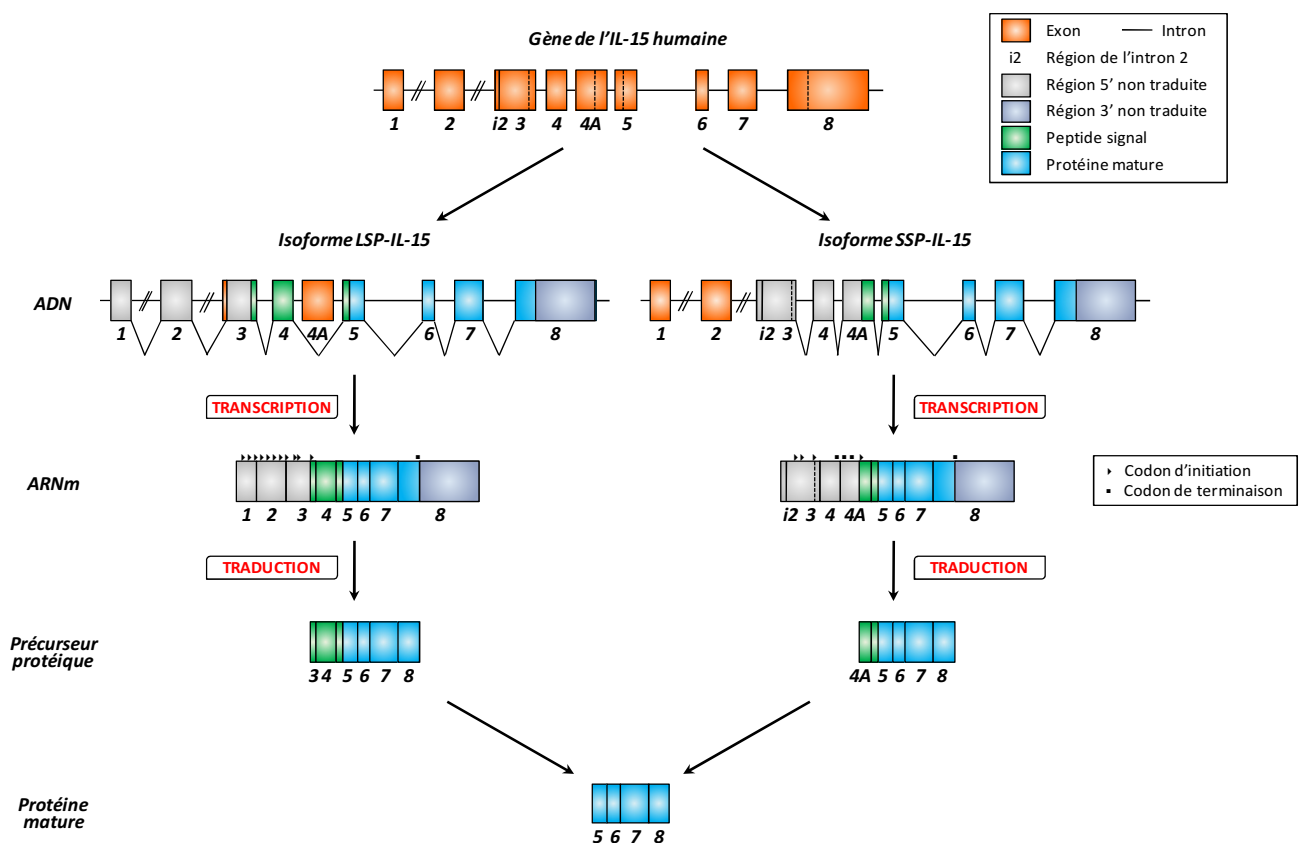 Gène de l'IL-15 humaine
1 2 i2 3 4 4A 5 6 7 8
Exon
Intron
i2 Région de l'intron 2
Région 5' non traduite
Région 3' non traduite
Peptide signal
Protéine mature
Isoforme LSP-IL-15
Isoforme SSP-IL-15
ADN
1 2 3 4 4A 5 6 7 8
1 2 i2 3 4 4A 5 6 7 8
TRANSCRIPTION
TRANSCRIPTION
ARNm
1 2 3 4 5 6 7 8
i2 3 4 4A 5 6 7 8
Codon d'initiation
Codon de terminaison
TRADUCTION
TRADUCTION
Précurseur
protéique
3 4 5 6 7 8
4A 5 6 7 8
Protéine
mature
5 6 7 8